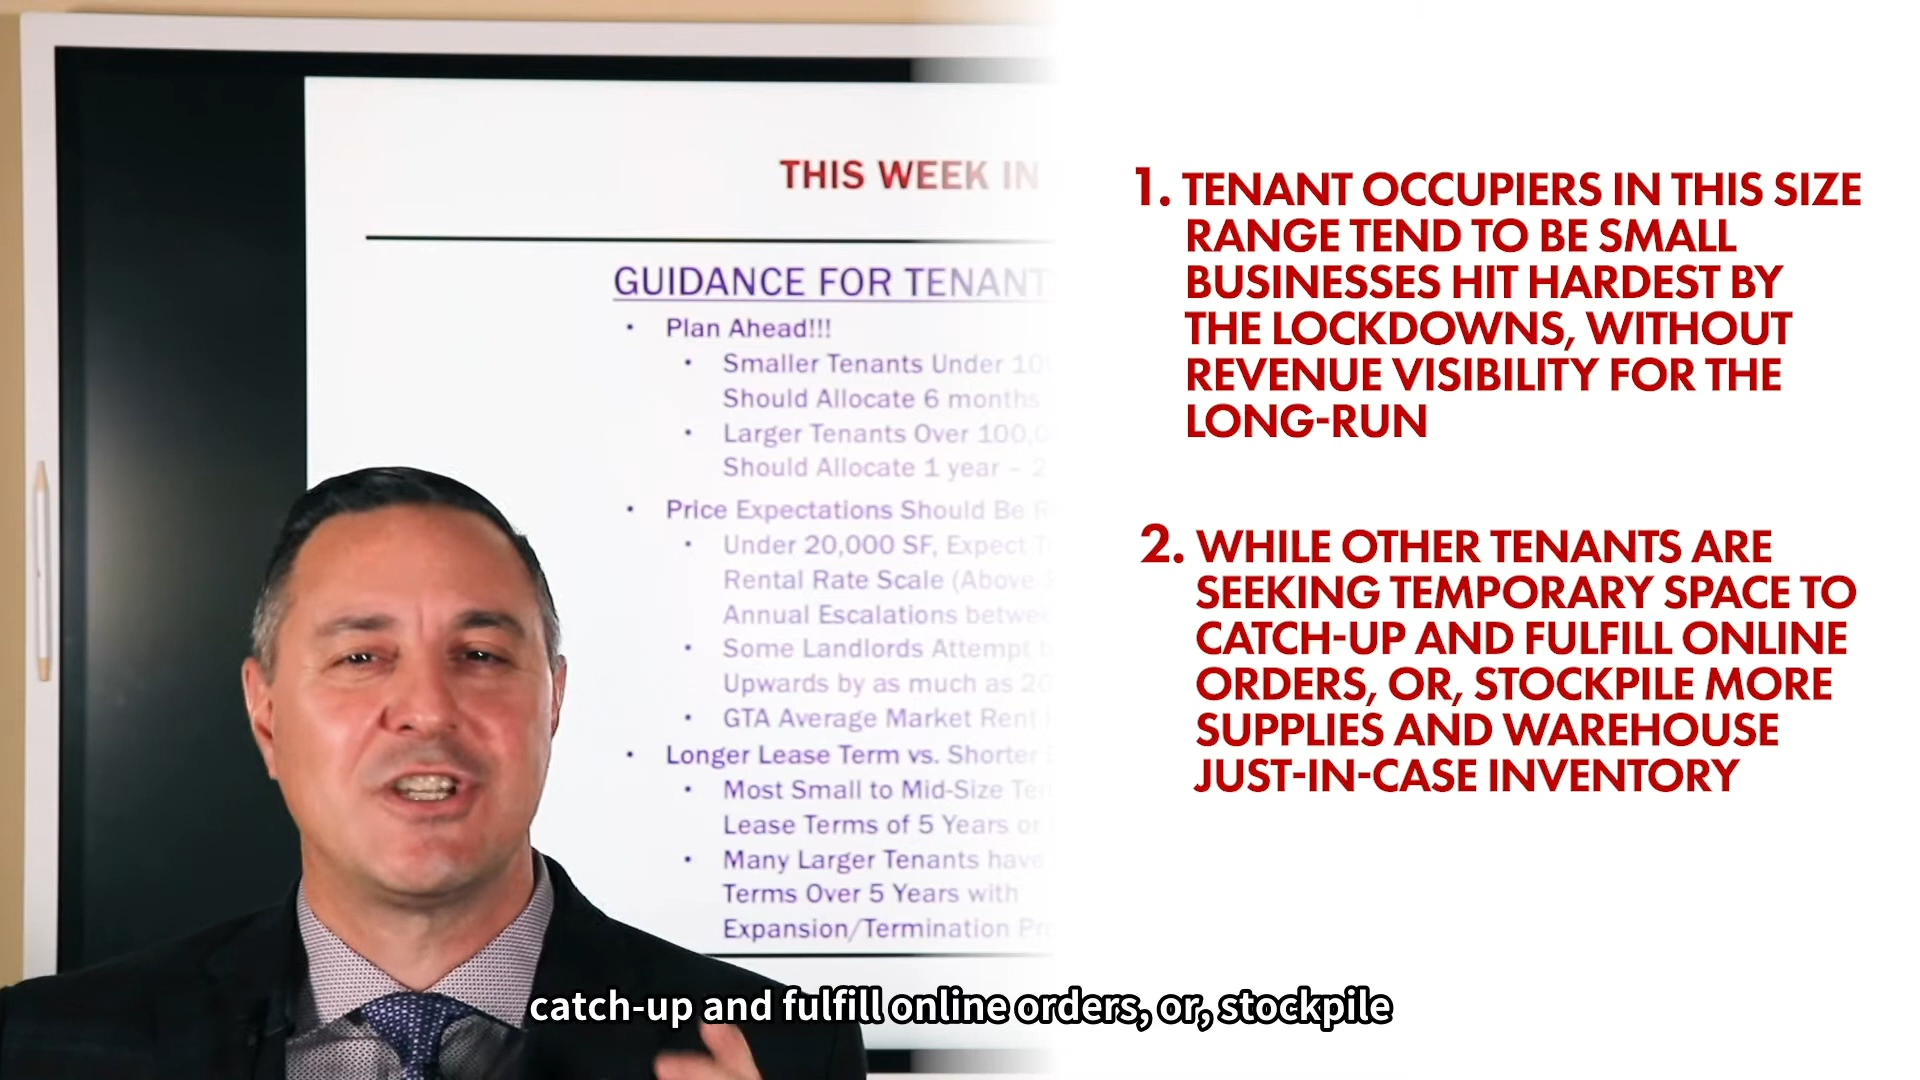 THIS WEEK IN
GUIDANCE FOR TENANT
• Plan Ahead!!!
• Smaller Tenants Under
Should Allocate 6 months
• Larger Tenants Over 100,
Should Allocate 1 year –
• Price Expectations Should Be
• Under 20,000 SF, Expect
Rental Rate Scale (Above
Annual Escalations
• Some Landlords Attempt
Upwards by as much as
• GTA Average Market Rent
• Longer Lease Term vs. Shorter
• Most Small to Mid-Size
Lease Terms of 5 Years or
• Many Larger Tenants have
Terms Over 5 Years with
Expansion/Termination
1. TENANT OCCUPIERS IN THIS SIZE
RANGE TEND TO BE SMALL
BUSINESSES HIT HARDEST BY
THE LOCKDOWNS, WITHOUT
REVENUE VISIBILITY FOR THE
LONG-RUN
2. WHILE OTHER TENANTS ARE
SEEKING TEMPORARY SPACE TO
CATCH-UP AND FULFILL ONLINE
ORDERS, OR, STOCKPILE MORE
SUPPLIES AND WAREHOUSE
JUST-IN-CASE INVENTORY
catch-up and fulfill online orders, or, stockpile